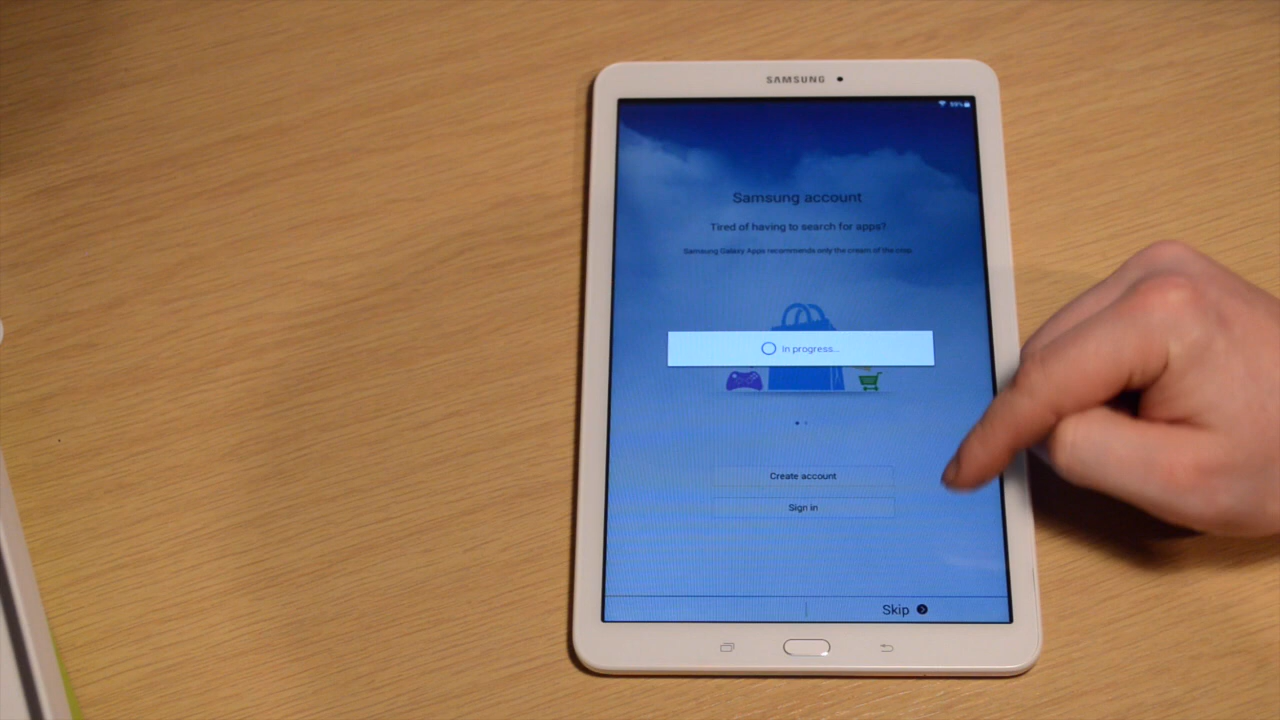 SAMSUNG
99%
Samsung account
Tired of having to search for apps?
Samsung Galaxy Apps recommends only the cream of the crop.
In progress...
Create account
Sign in
Skip